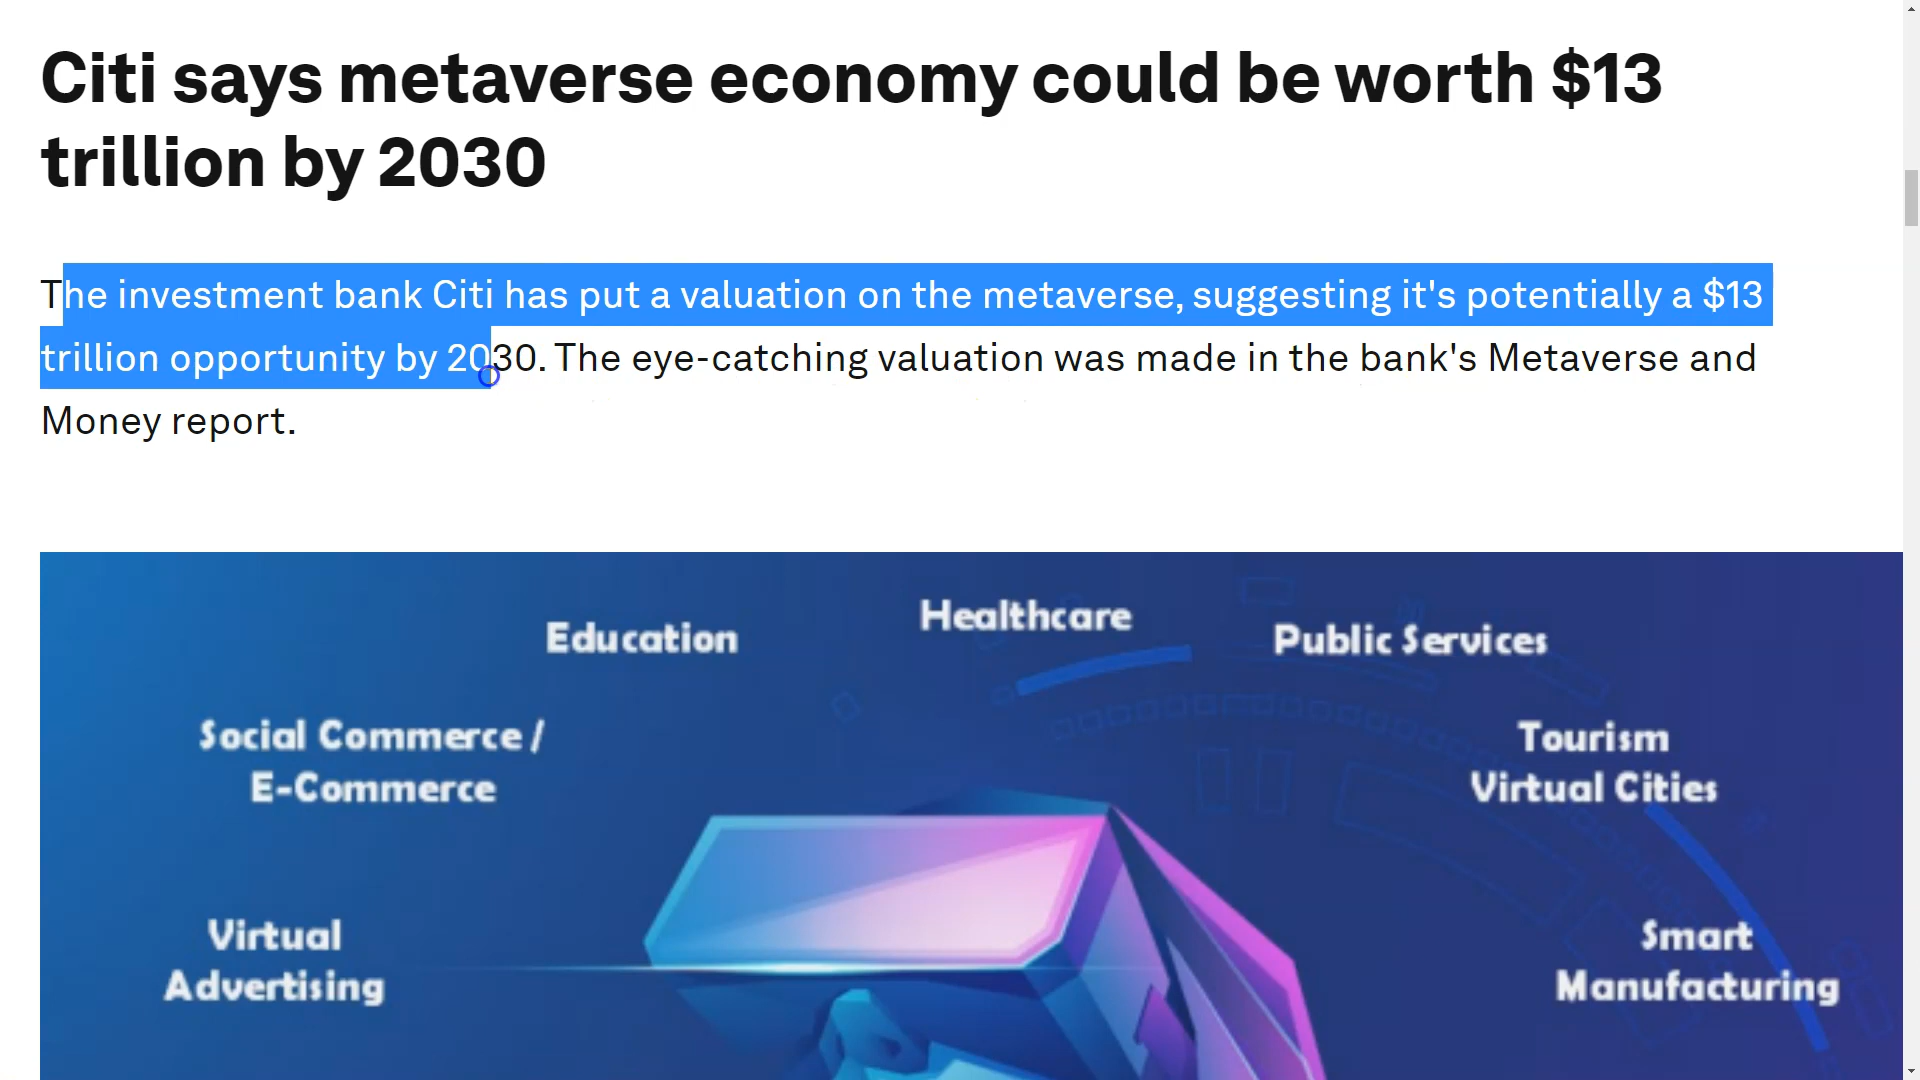 Citi says metaverse economy could be worth $13
trillion by 2030
The investment bank Citi has put a valuation on the metaverse, suggesting it's potentially a $13
trillion opportunity by 2030. The eye-catching valuation was made in the bank's Metaverse and
Money report.
Healthcare
Education
Public Services
Social Commerce /
E-Commerce
Tourism
Virtual Cities
Virtual
Advertising
Smart
Manufacturing